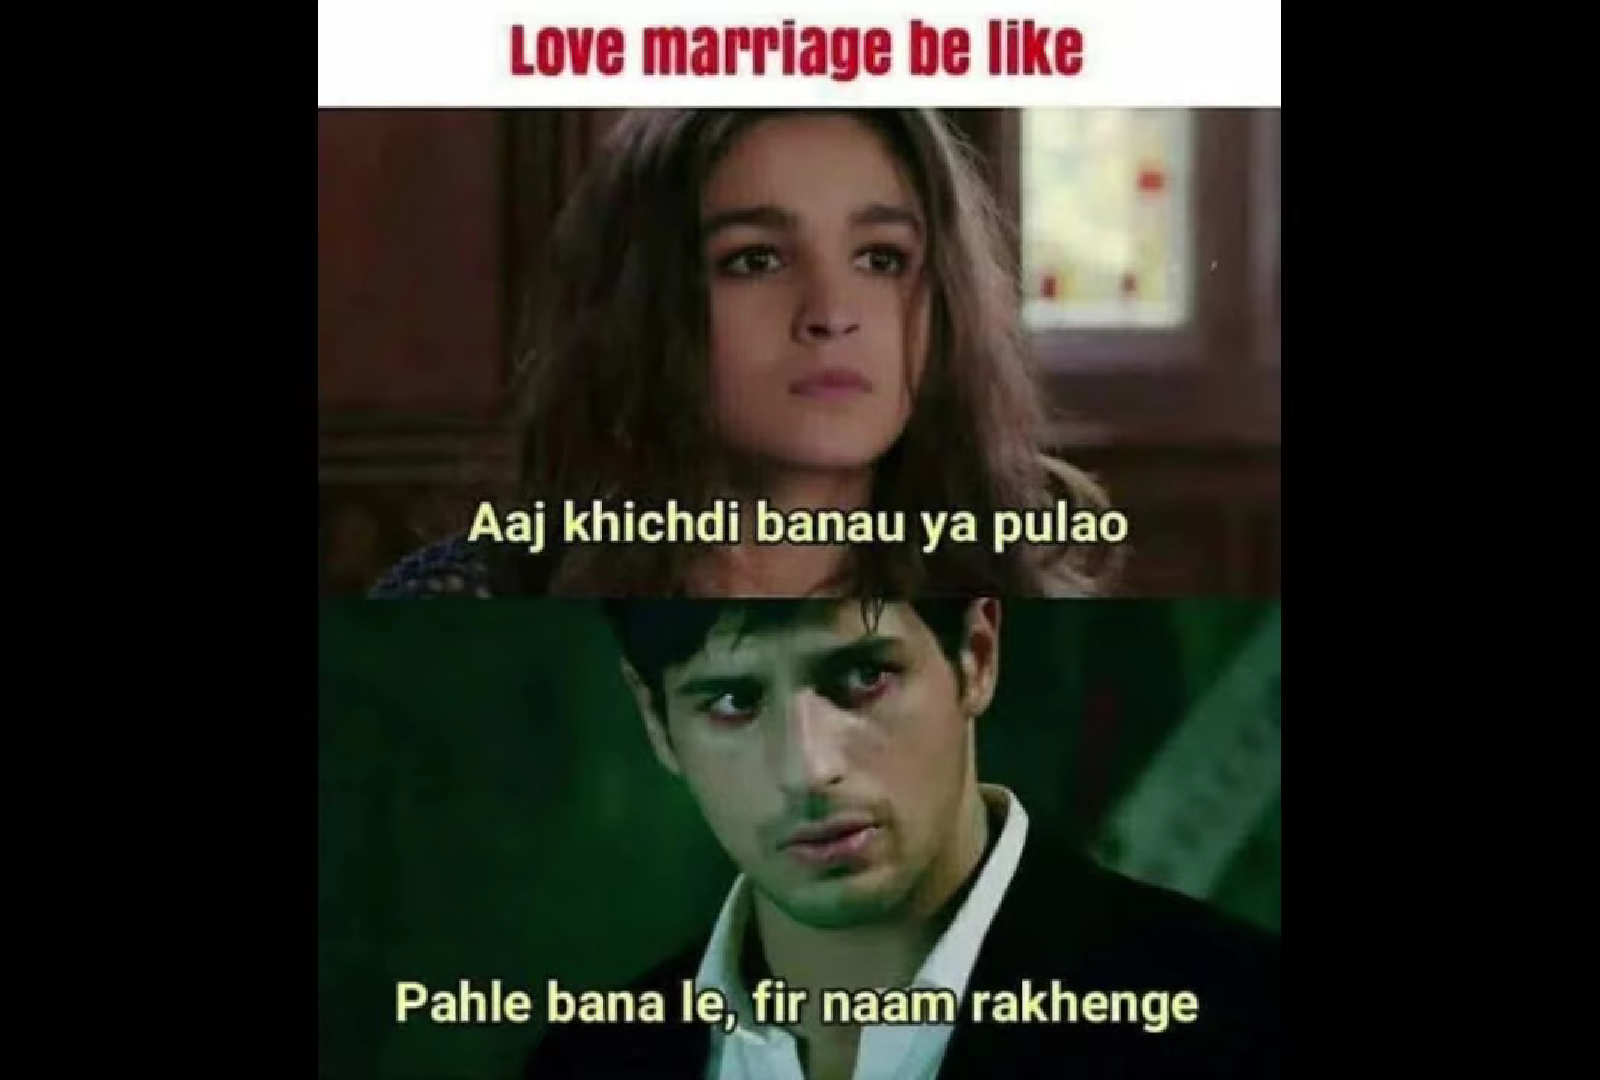 Love marriage be like
Aaj khichdi banau ya pulao
Pahle bana le, fir naam rakhenge